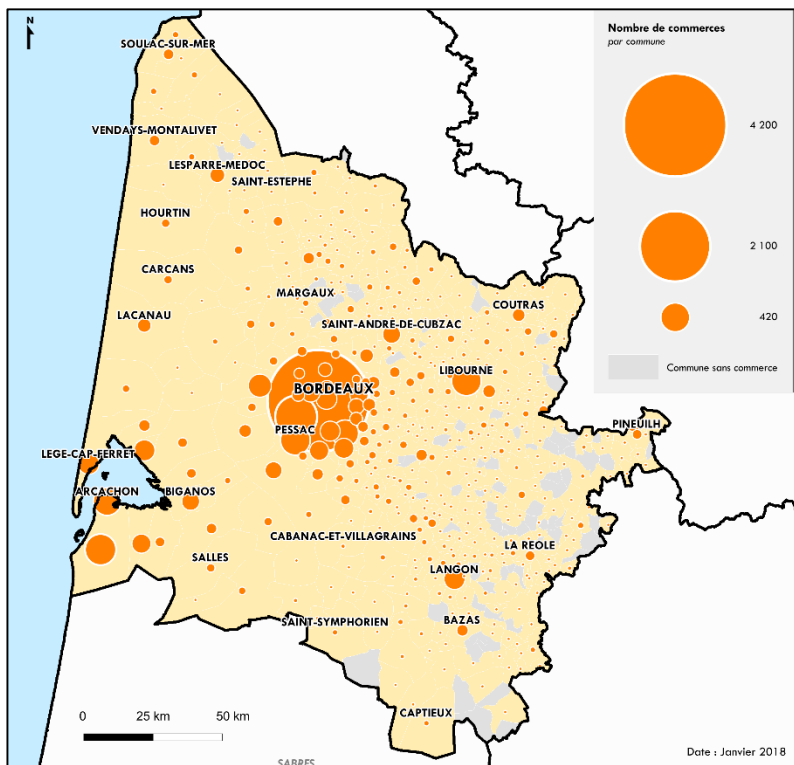 N
Nombre de commerces
par commune
4 200
2 100
420
Commune sans commerce
SOULAC-SUR-MER
VENDAYS-MONTALIVET
LESPARRE-MEDOC
SAINT-ESTEPHE
HOURTIN
CARCANS
MARGAUX
COUTRAS
LACANAU
SAINT-ANDRE-DE-CUBZAC
LIBOURNE
BORDEAUX
PESSAC
PINEUILH
LEGE-CAP-FERRET
ARCACHON
BIGANOS
CABANAC-ET-VILLAGRAINS
LA REOLE
SALLES
LANGON
SAINT-SYMPHORIEN
BAZAS
CAPTIEUX
0 25 km 50 km
Date : Janvier 2018
SABRES